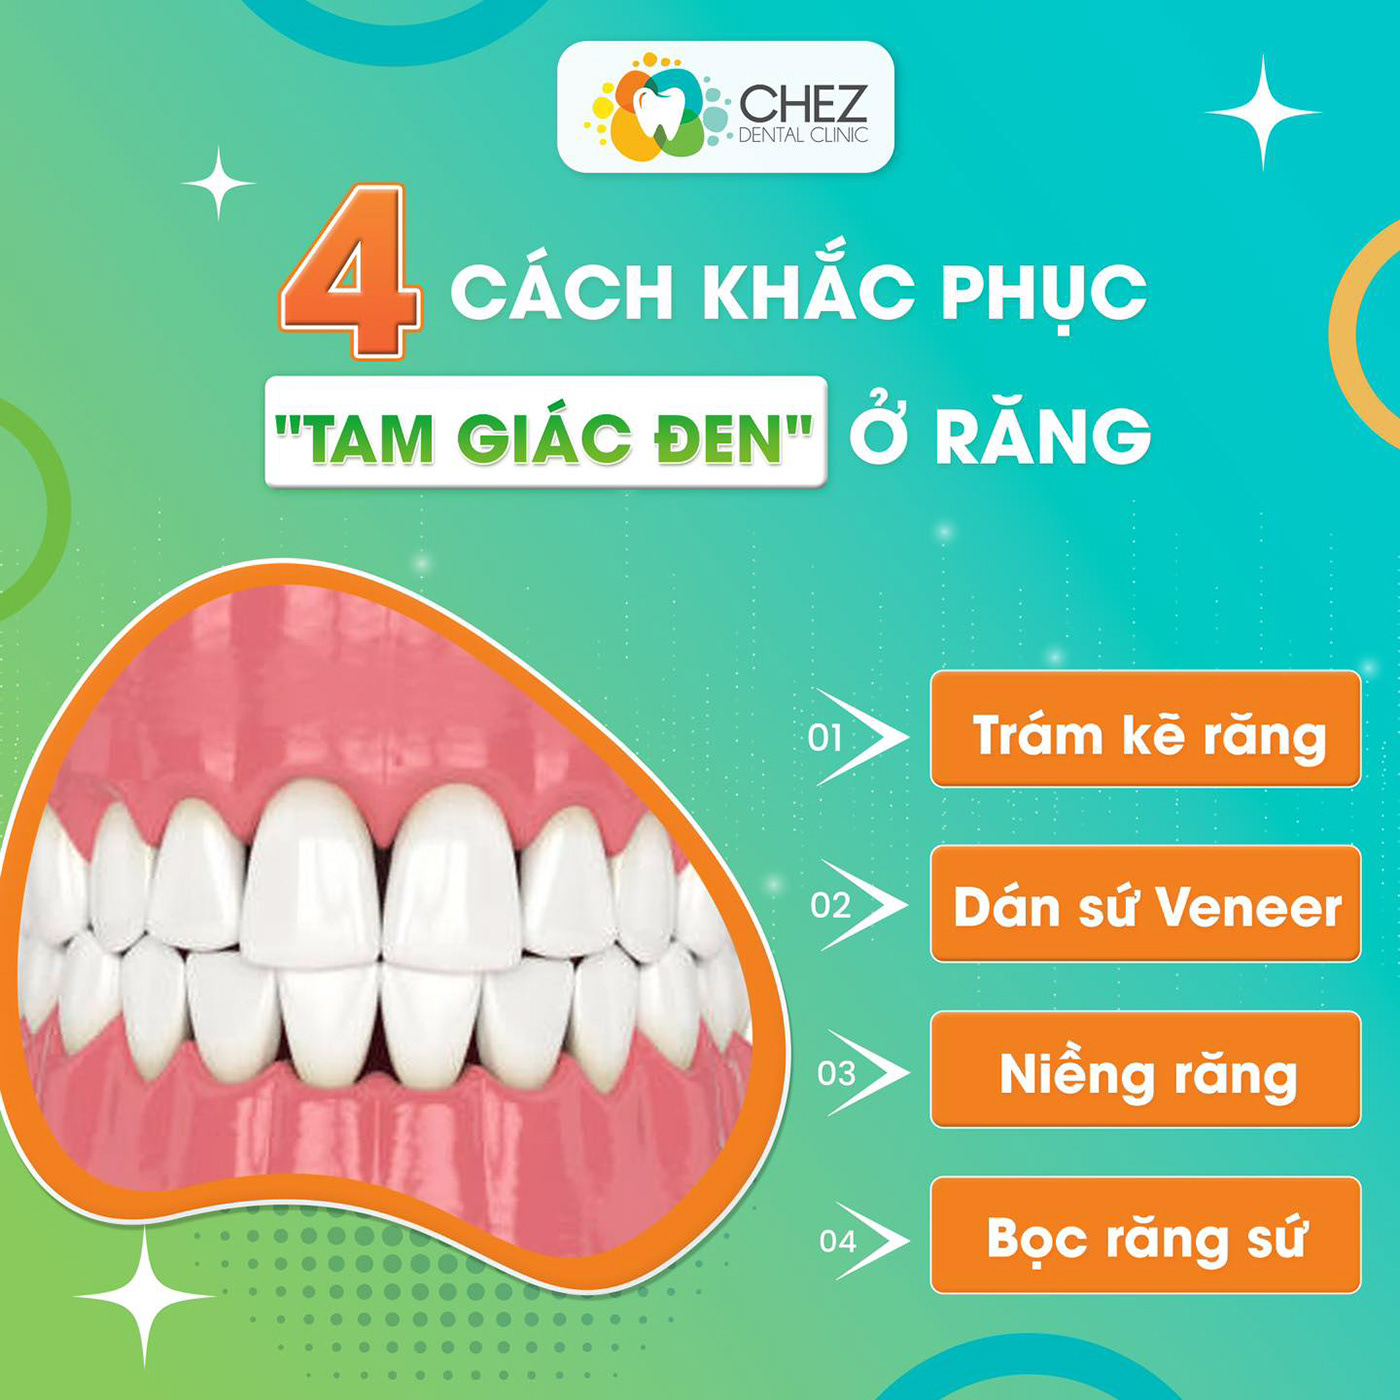 CHEZ
DENTAL CLINIC
4 CÁCH KHẮC PHỤC
"TAM GIÁC ĐEN" Ở RĂNG
01 Trám kẽ răng
02 Dán sứ Veneer
03 Niềng răng
04 Bọc răng sứ